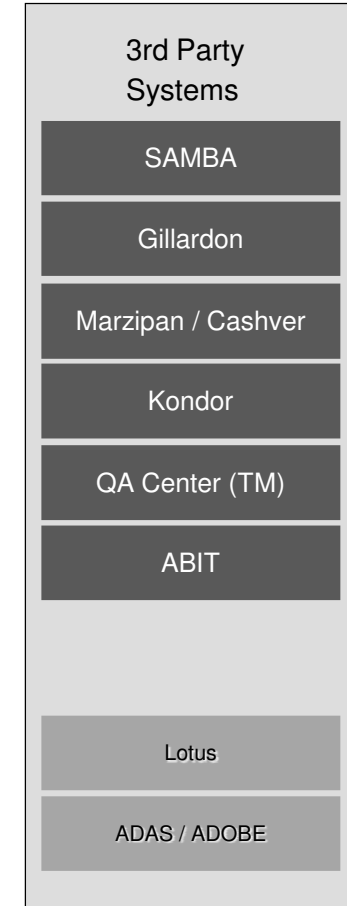 3rd Party
Systems
SAMBA
Gillardon
Marzipan / Cashver
Kondor
QA Center (TM)
ABIT
Lotus
ADAS / ADOBE